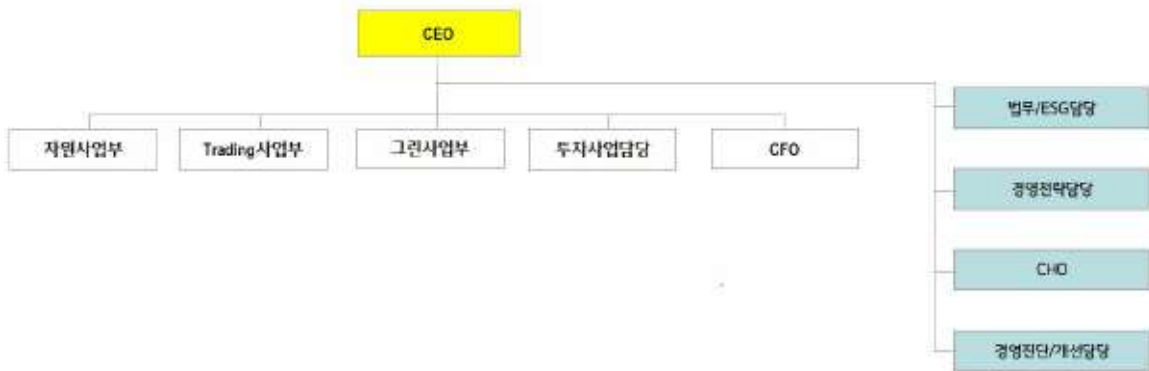 CEO
법무/ESG담당
자원사업부
Trading사업부
그린사업부
투자사업담당
CFO
경영전략담당
CHO
경영진단/개선담당